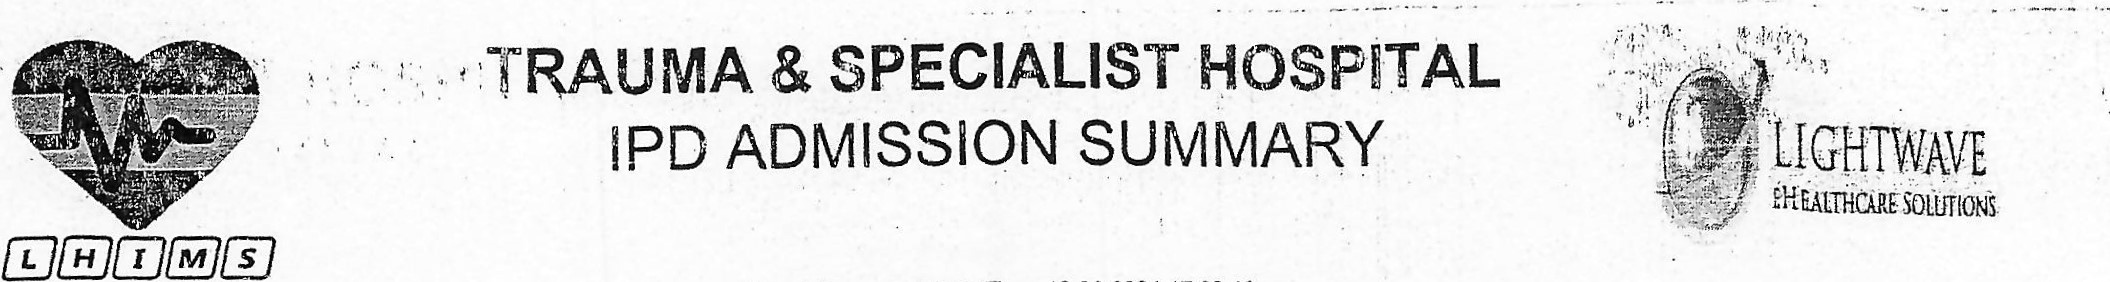 TRAUMA & SPECIALIST HOSPITAL
IPD ADMISSION SUMMARY
LIGHTWAVE
eHEALTHCARE SOLUTIONS
LHIMS